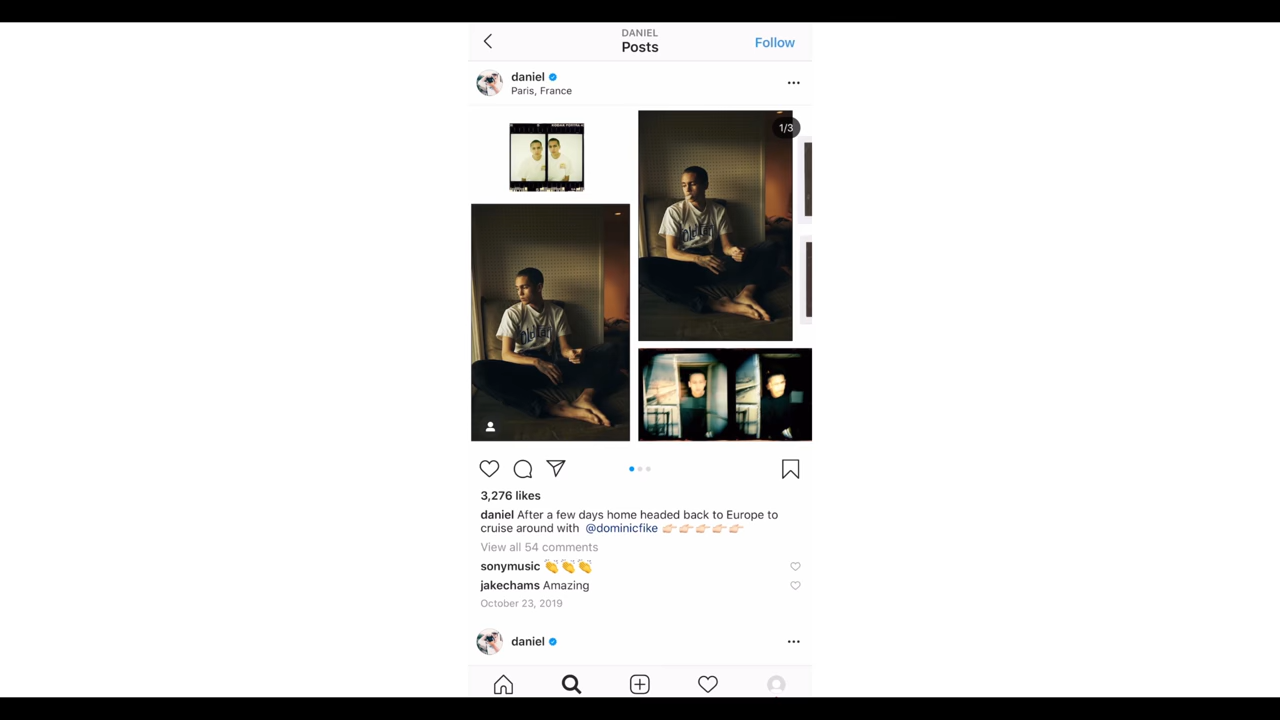 DANIEL
Posts
Follow
daniel
Paris, France
1/3
3,276 likes
daniel After a few days home headed back to Europe to
cruise around with @dominicfike 👉🏻👉🏻👉🏻👉🏻👉🏻
View all 54 comments
sonymusic 👏👏👏
jakechams Amazing
October 23, 2019
daniel